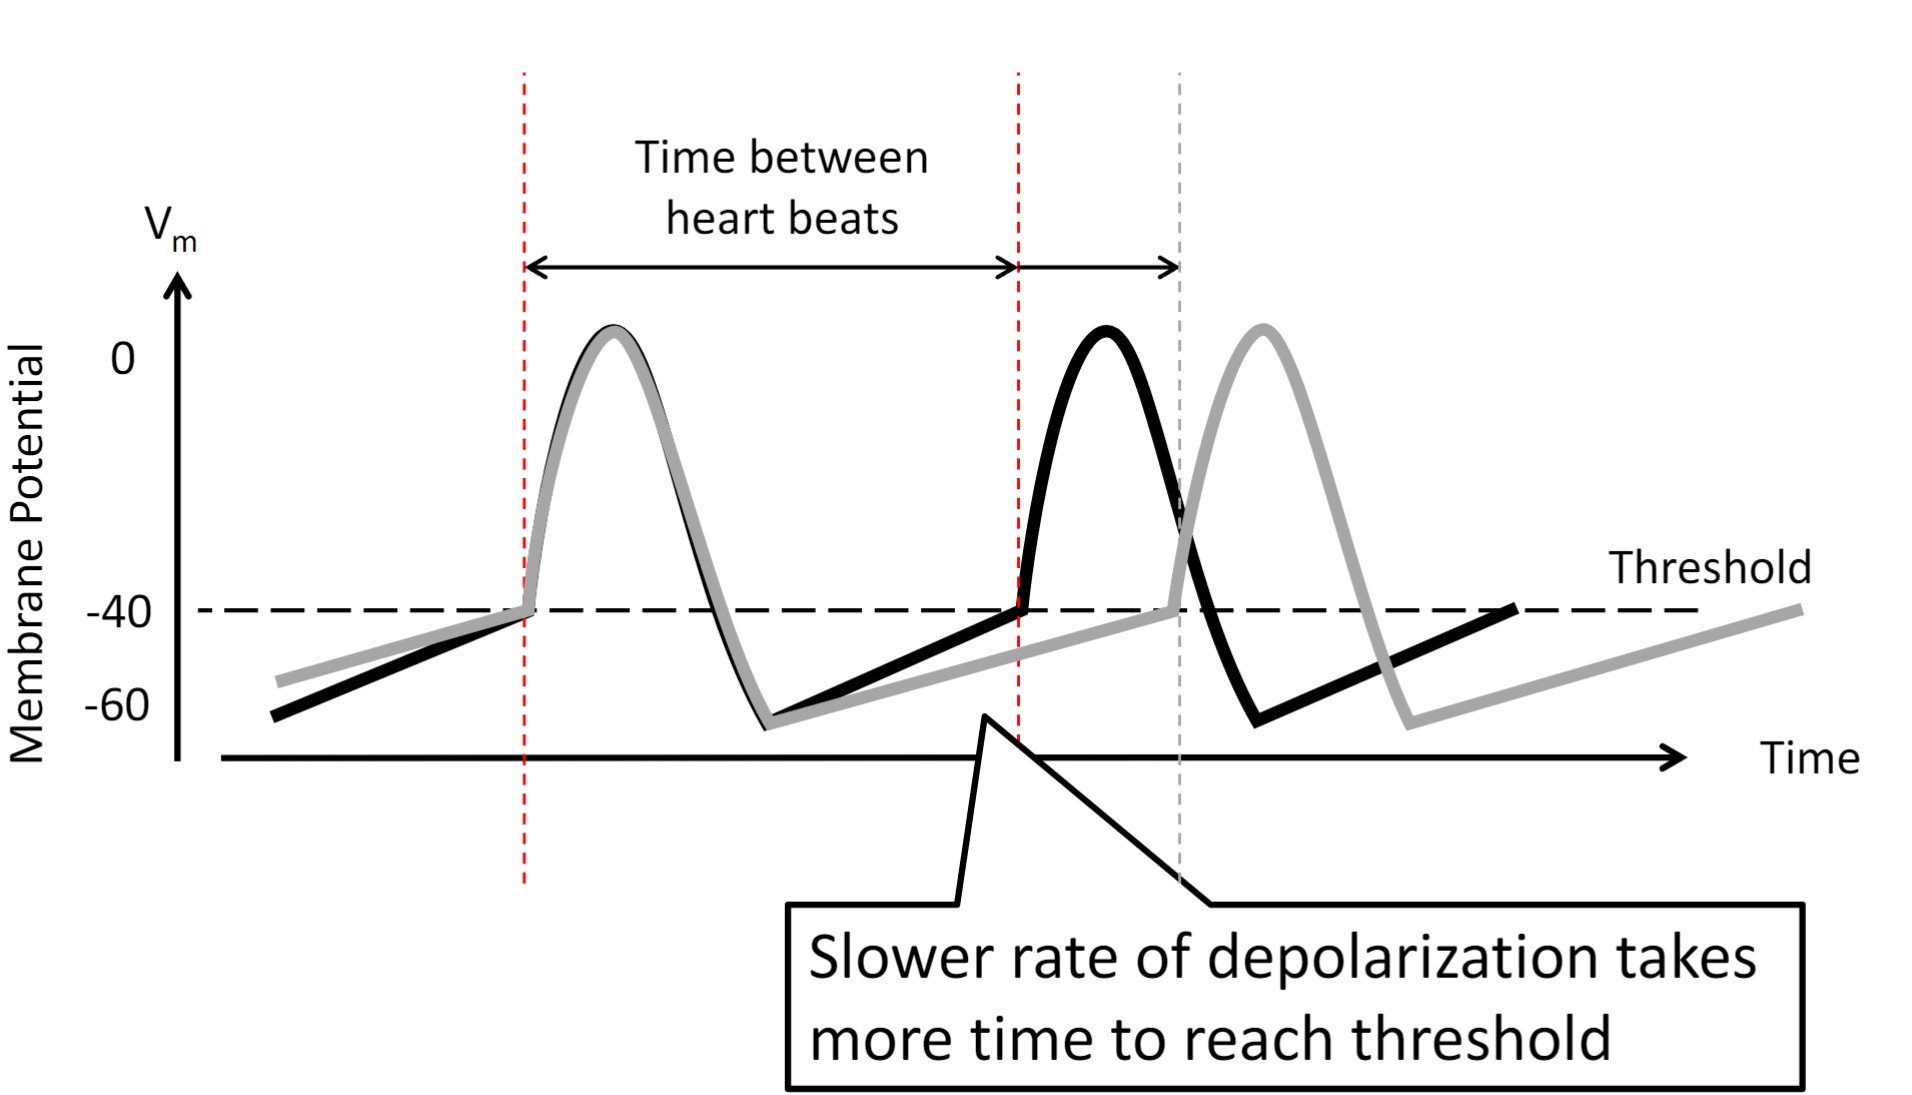 Time between
heart beats
Vm
0
-40
-60
Membrane Potential
Threshold
Time
Slower rate of depolarization takes
more time to reach threshold